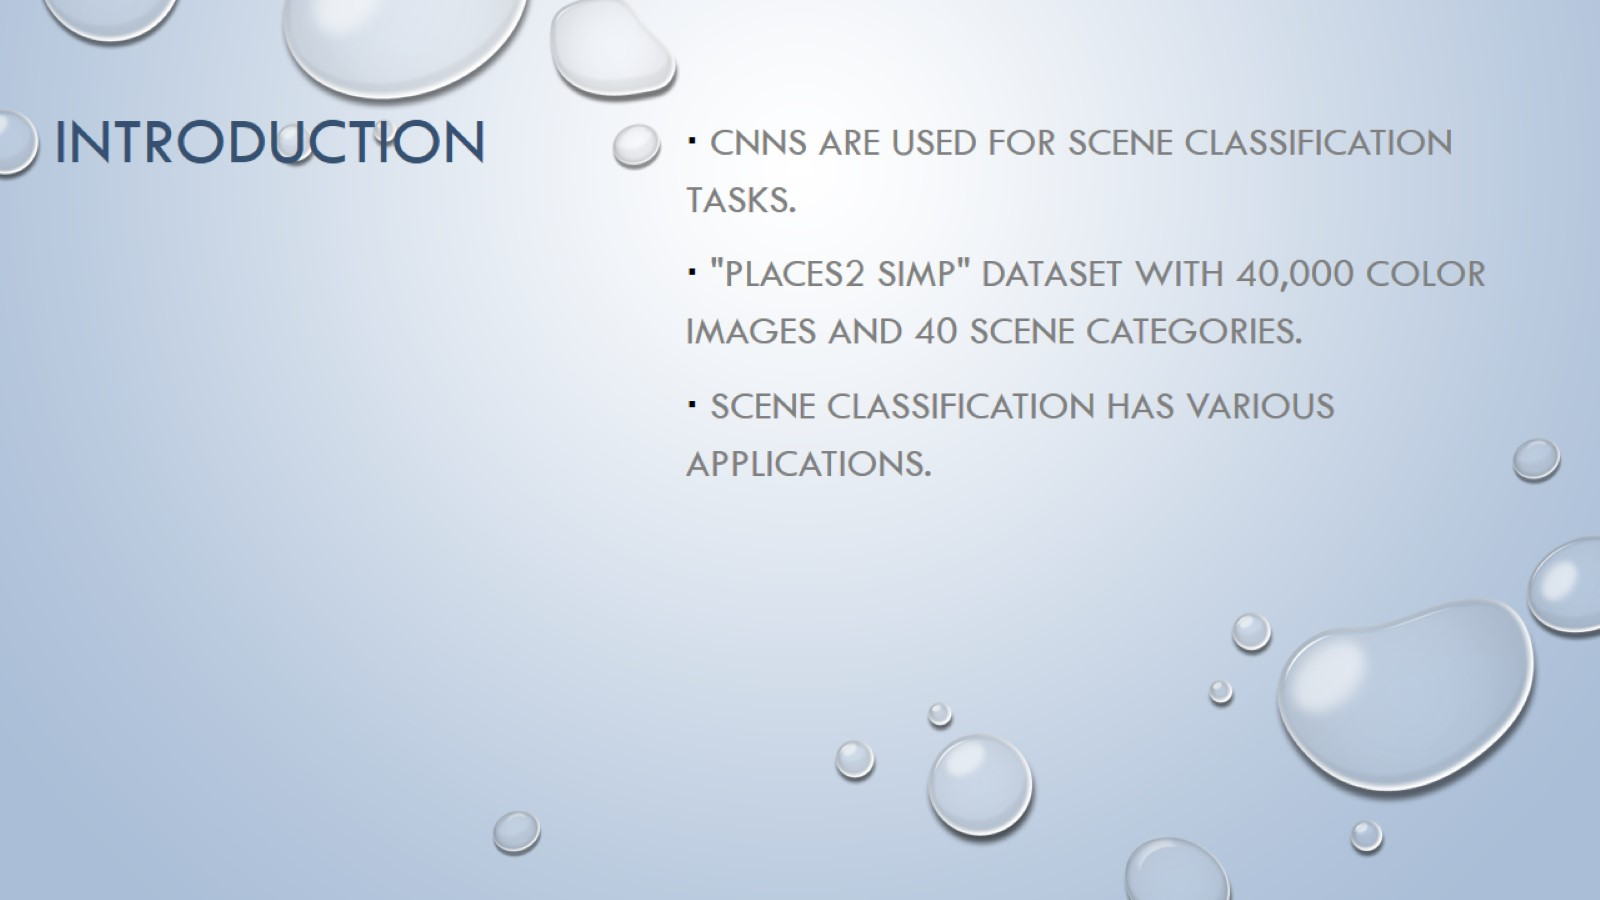 INTRODUCTION
· CNNS ARE USED FOR SCENE CLASSIFICATION
TASKS.
· "PLACES2 SIMP" DATASET WITH 40,000 COLOR
IMAGES AND 40 SCENE CATEGORIES.
· SCENE CLASSIFICATION HAS VARIOUS
APPLICATIONS.